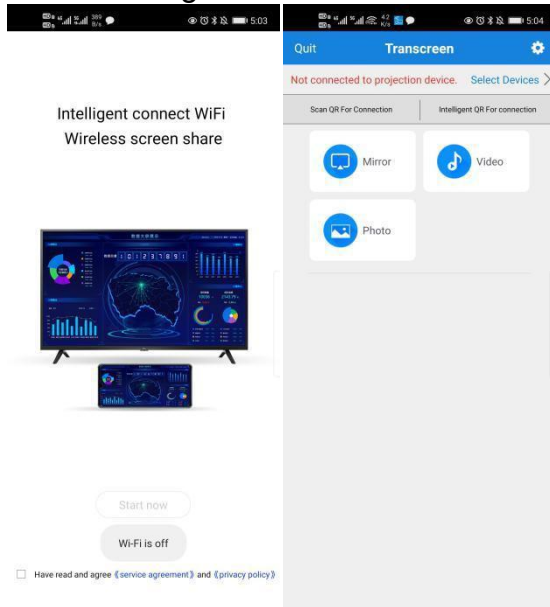 5:03
Intelligent connect WiFi
Wireless screen share
Start now
Wi-Fi is off
Have read and agree 《service agreement》 and 《privacy policy》
5:04
Quit Transcreen
Not connected to projection device. Select Devices
Scan QR For Connection Intelligent QR For connection
Mirror Video
Photo